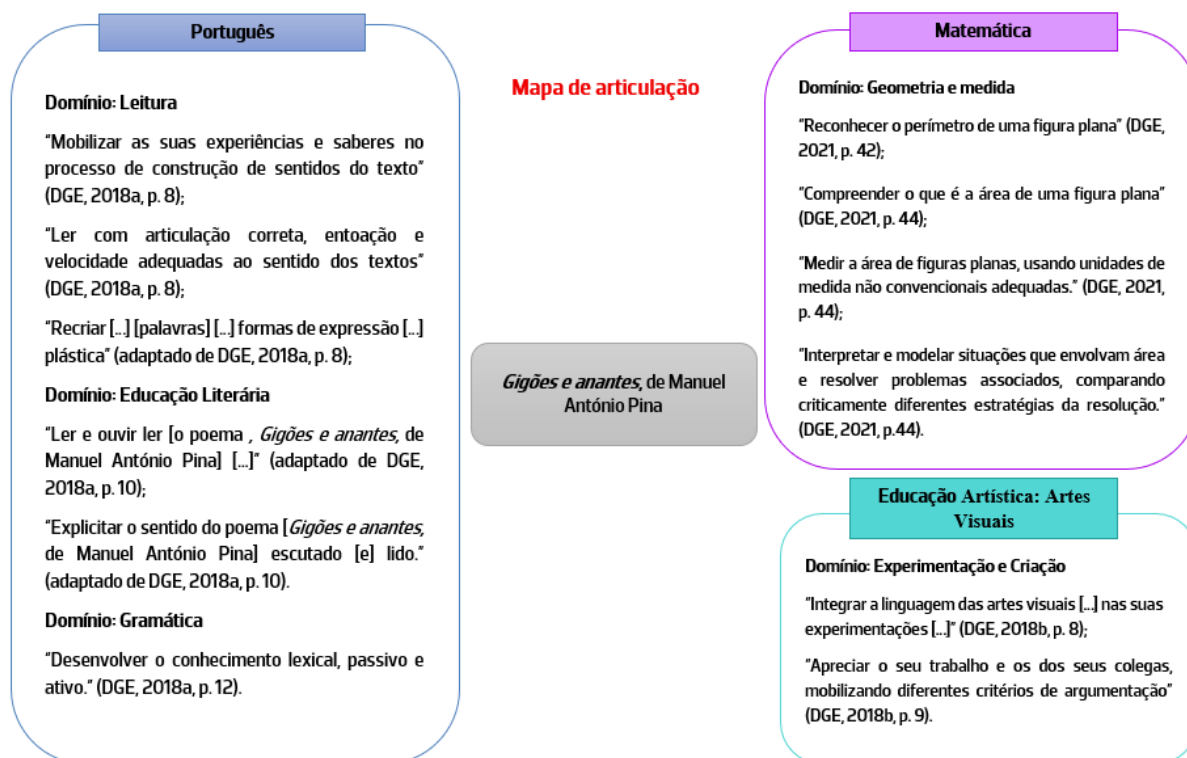 Português
Domínio: Leitura
“Mobilizar as suas experiências e saberes no
processo de construção de sentidos do texto”
(DGE, 2018a, p. 8);
“Ler com articulação correta, entoação e
velocidade adequadas ao sentido dos textos”
(DGE, 2018a, p. 8);
“Recriar [...] [palavras] [...] formas de expressão [...]
plástica” (adaptado de DGE, 2018a, p. 8);
Domínio: Educação Literária
“Ler e ouvir ler [o poema , Gigões e anantes, de
Manuel António Pina] [...]” (adaptado de DGE,
2018a, p. 10);
“Explicitar o sentido do poema [Gigões e anantes,
de Manuel António Pina] escutado [e] lido.”
(adaptado de DGE, 2018a, p. 10).
Domínio: Gramática
“Desenvolver o conhecimento lexical, passivo e
ativo.” (DGE, 2018a, p. 12).
Mapa de articulação
Gigões e anantes, de Manuel
António Pina
Matemática
Domínio: Geometria e medida
“Reconhecer o perímetro de uma figura plana” (DGE,
2021, p. 42);
“Compreender o que é a área de uma figura plana”
(DGE, 2021, p. 44);
“Medir a área de figuras planas, usando unidades de
medida não convencionais adequadas.” (DGE, 2021,
p. 44);
“Interpretar e modelar situações que envolvam área
e resolver problemas associados, comparando
criticamente diferentes estratégias da resolução.”
(DGE, 2021, p.44).
Educação Artística: Artes
Visuais
Domínio: Experimentação e Criação
“Integrar a linguagem das artes visuais [...] nas suas
experimentações [...]” (DGE, 2018b, p. 8);
“Apreciar o seu trabalho e os dos seus colegas,
mobilizando diferentes critérios de argumentação”
(DGE, 2018b, p. 9).